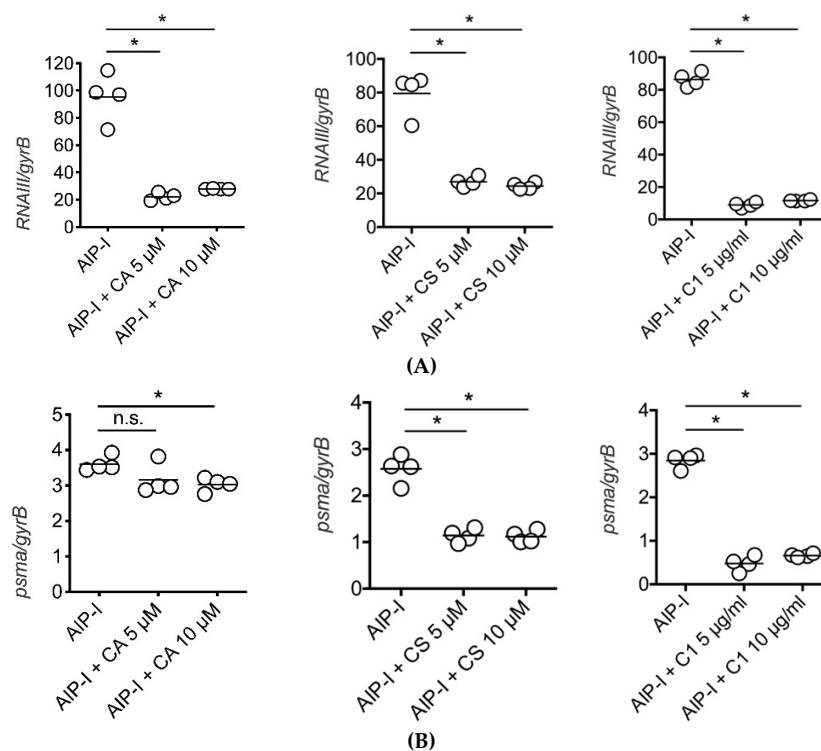 *
*
RNAIII/gyrB
120
100
80
60
40
20
0
AIP-I
AIP-I + CA 5 µM
AIP-I + CA 10 µM
*
*
RNAIII/gyrB
100
80
60
40
20
0
AIP-I
AIP-I + CS 5 µM
AIP-I + CS 10 µM
*
*
RNAIII/gyrB
100
80
60
40
20
0
AIP-I
AIP-I + C1 5 µg/ml
AIP-I + C1 10 µg/ml
(A)
*
n.s.
psma/gyrB
5
4
3
2
1
0
AIP-I
AIP-I + CA 5 µM
AIP-I + CA 10 µM
*
*
psma/gyrB
4
3
2
1
0
AIP-I
AIP-I + CS 5 µM
AIP-I + CS 10 µM
*
*
psma/gyrB
4
3
2
1
0
AIP-I
AIP-I + C1 5 µg/ml
AIP-I + C1 10 µg/ml
(B)